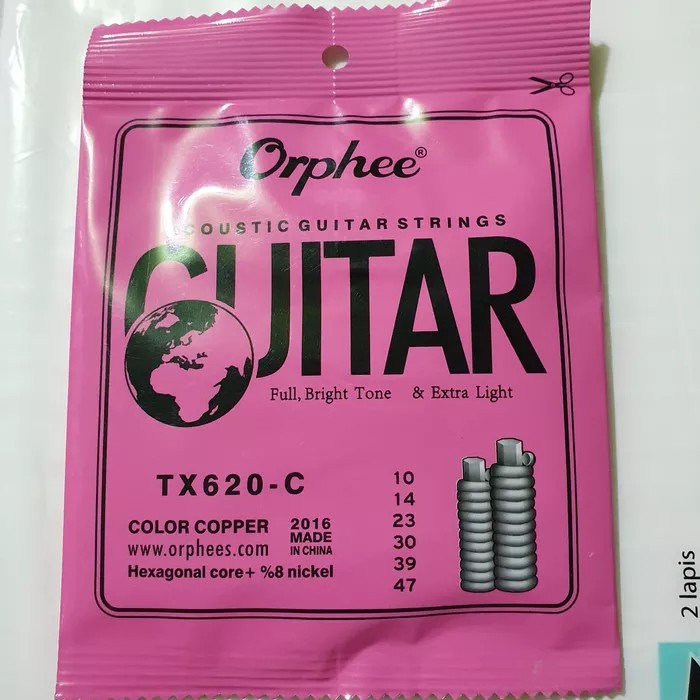 Orphee®
COUSTIC GUITAR STRINGS
GUITAR
Full, Bright Tone & Extra Light
TX620-C
COLOR COPPER
www.orphees.com
Hexagonal core+ %8 nickel
2016
MADE
IN CHINA
10
14
23
30
39
47
2 lapis